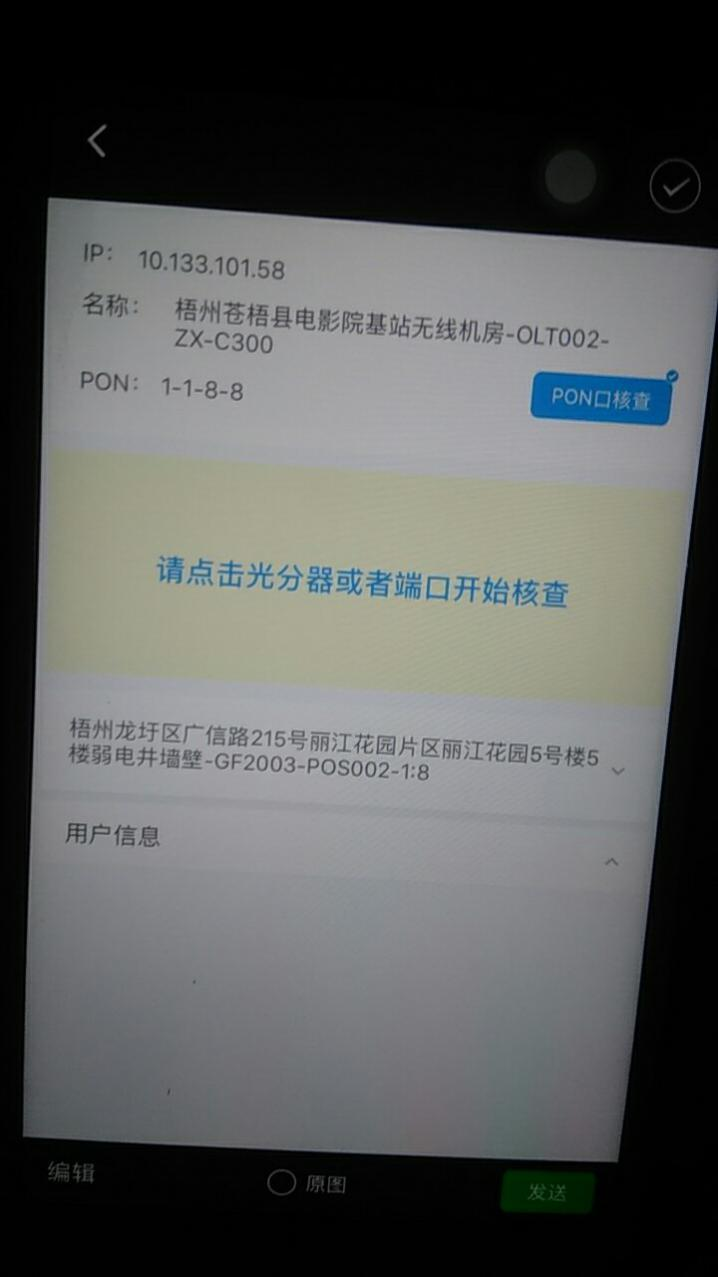 IP： 10.133.101.58
名称： 梧州苍梧县电影院基站无线机房-OLT002-
ZX-C300
PON： 1-1-8-8
PON口核查
请点击光分器或者端口开始核查
梧州龙圩区广信路215号丽江花园片区丽江花园5号楼5
楼弱电井墙壁-GF2003-POS002-1:8
用户信息
编辑
原图
发送